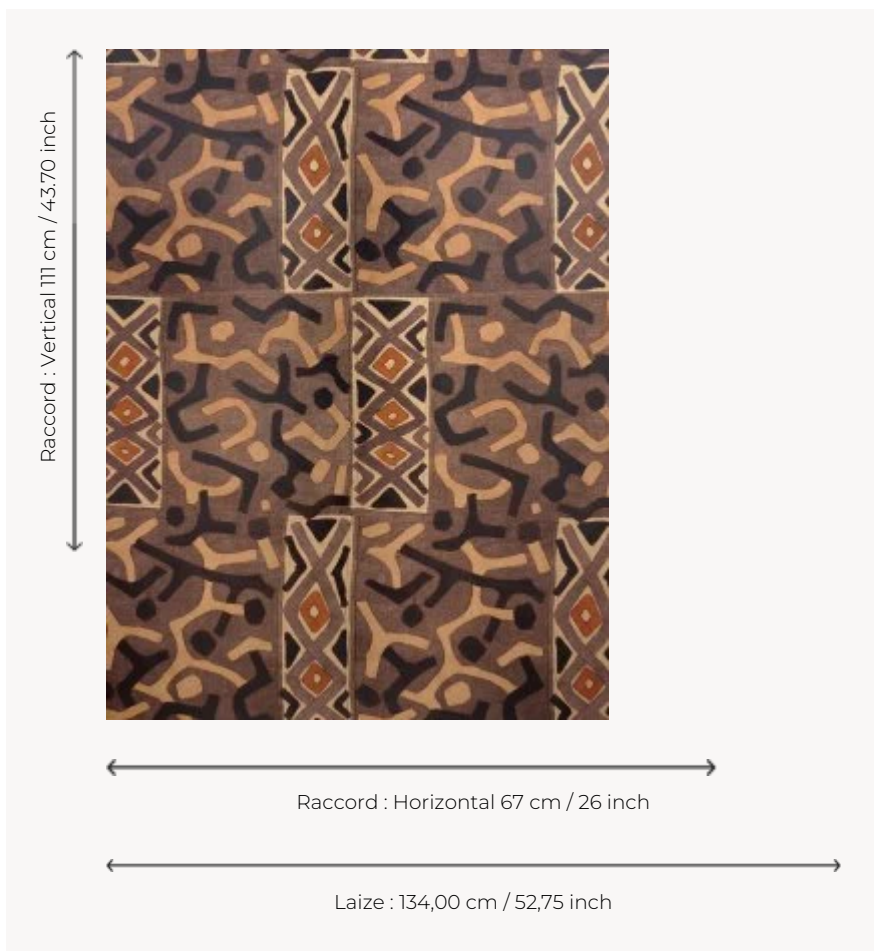 Raccord : Vertical 111 cm / 43.70 inch
Raccord : Horizontal 67 cm / 26 inch
Laize : 134,00 cm / 52,75 inch